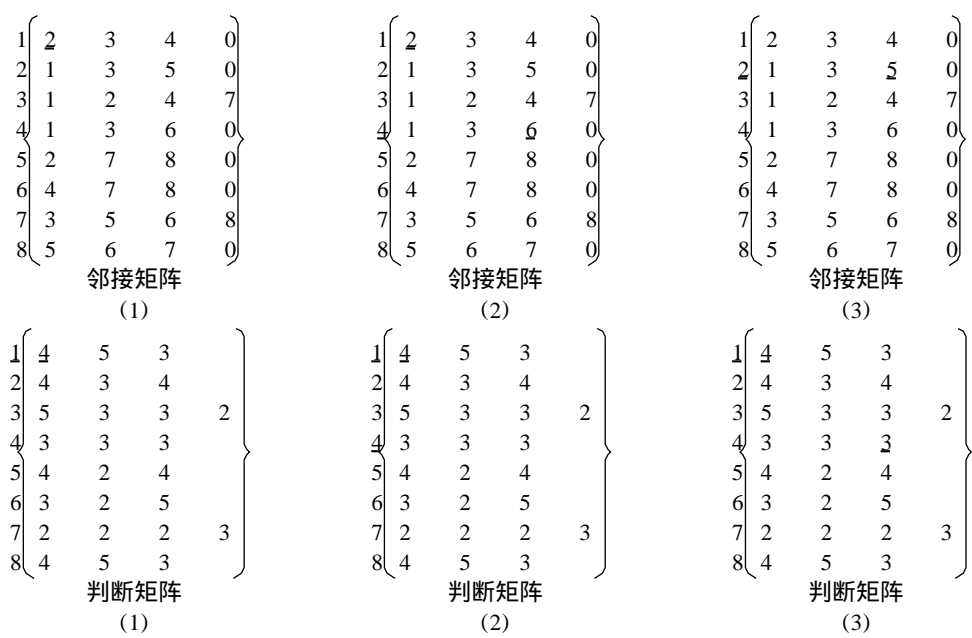 1 2 3 4 0 1 2 3 4 0 1 2 3 4 0
2 1 3 5 0 2 1 3 5 0 2 1 3 5 0
3 1 2 4 7 3 1 2 4 7 3 1 2 4 7
4 1 3 6 0 4 1 3 6 0 4 1 3 6 0
5 2 7 8 0 5 2 7 8 0 5 2 7 8 0
6 4 7 8 0 6 4 7 8 0 6 4 7 8 0
7 3 5 6 8 7 3 5 6 8 7 3 5 6 8
8 5 6 7 0 8 5 6 7 0 8 5 6 7 0
邻接矩阵 邻接矩阵 邻接矩阵
(1) (2) (3)
1 4 5 3 1 4 5 3 1 4 5 3
2 4 3 4 2 4 3 4 2 4 3 4
3 5 3 3 2 3 5 3 3 2 3 5 3 3 2
4 3 3 3 4 3 3 3 4 3 3 3
5 4 2 4 5 4 2 4 5 4 2 4
6 3 2 5 6 3 2 5 6 3 2 5
7 2 2 2 3 7 2 2 2 3 7 2 2 2 3
8 4 5 3 8 4 5 3 8 4 5 3
判断矩阵 判断矩阵 判断矩阵
(1) (2) (3)